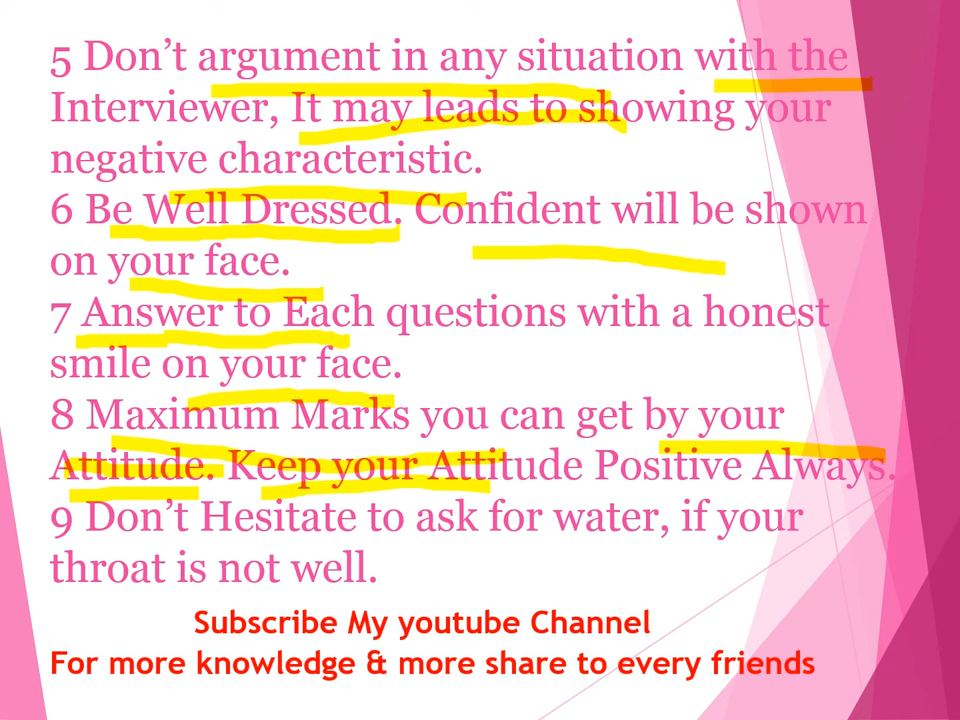 5 Don’t argument in any situation with the
Interviewer, It may leads to showing your
negative characteristic.
6 Be Well Dressed. Confident will be shown
on your face.
7 Answer to Each questions with a honest
smile on your face.
8 Maximum Marks you can get by your
Attitude. Keep your Attitude Positive Always.
9 Don’t Hesitate to ask for water, if your
throat is not well.
Subscribe My youtube Channel
For more knowledge & more share to every friends